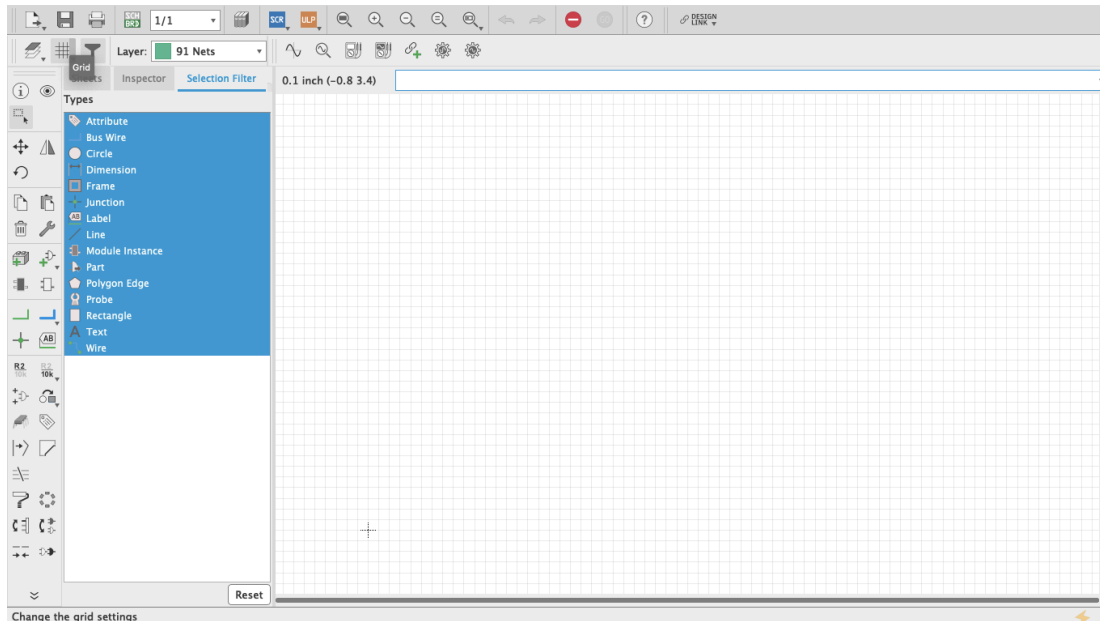 SCH
BRD
1/1
SCR
ULP
?
DESIGN
LINK
Layer:
91 Nets
Grid
Inspector
Selection Filter
0.1 inch (-0.8 3.4)
Types
Attribute
Bus Wire
Circle
Dimension
Frame
Junction
AB
Label
Line
Module Instance
Part
Polygon Edge
Probe
Rectangle
Text
Wire
AB
R2
10k
R2
10k
Reset
Change the grid settings